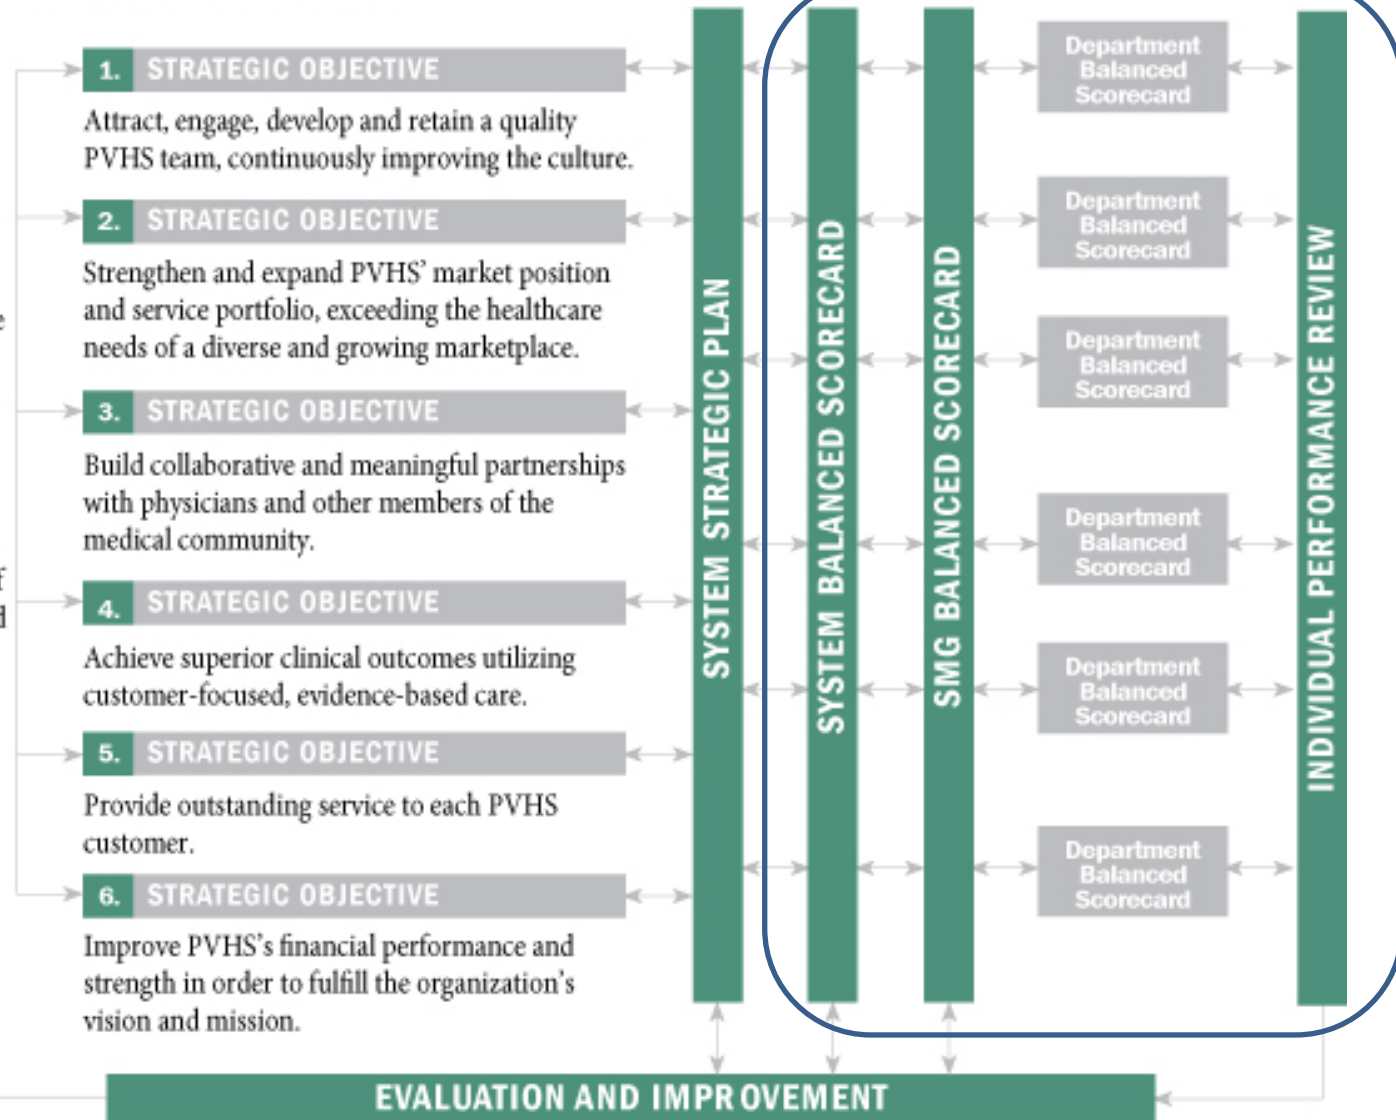 1. STRATEGIC OBJECTIVE
Attract, engage, develop and retain a quality
PVHS team, continuously improving the culture.
2. STRATEGIC OBJECTIVE
Strengthen and expand PVHS’ market position
and service portfolio, exceeding the healthcare
needs of a diverse and growing marketplace.
3. STRATEGIC OBJECTIVE
Build collaborative and meaningful partnerships
with physicians and other members of the
medical community.
4. STRATEGIC OBJECTIVE
Achieve superior clinical outcomes utilizing
customer-focused, evidence-based care.
5. STRATEGIC OBJECTIVE
Provide outstanding service to each PVHS
customer.
6. STRATEGIC OBJECTIVE
Improve PVHS’s financial performance and
strength in order to fulfill the organization’s
vision and mission.
SYSTEM STRATEGIC PLAN
SYSTEM BALANCED SCORECARD
SMG BALANCED SCORECARD
Department
Balanced
Scorecard
Department
Balanced
Scorecard
Department
Balanced
Scorecard
Department
Balanced
Scorecard
Department
Balanced
Scorecard
Department
Balanced
Scorecard
INDIVIDUAL PERFORMANCE REVIEW
EVALUATION AND IMPROVEMENT